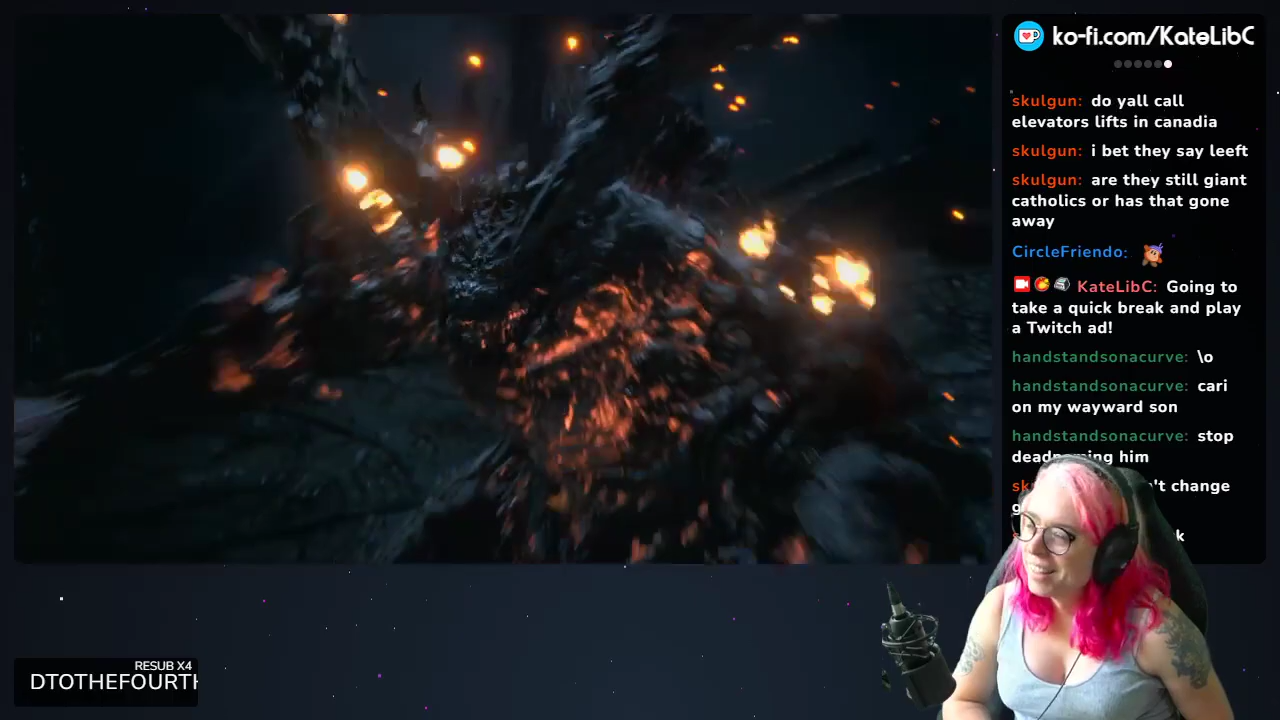 ko-fi.com/KateLibC
skulgun: do yall call
elevators lifts in canadia
skulgun: i bet they say leeft
skulgun: are they still giant
catholics or has that gone
away
CircleFriendo:
KateLibC: Going to
take a quick break and play
a Twitch ad!
handstandsonacurve: \o
handstandsonacurve: cari
on my wayward son
handstandsonacurve: stop
him
change
RESUB X4
DTOTHEFOURTH